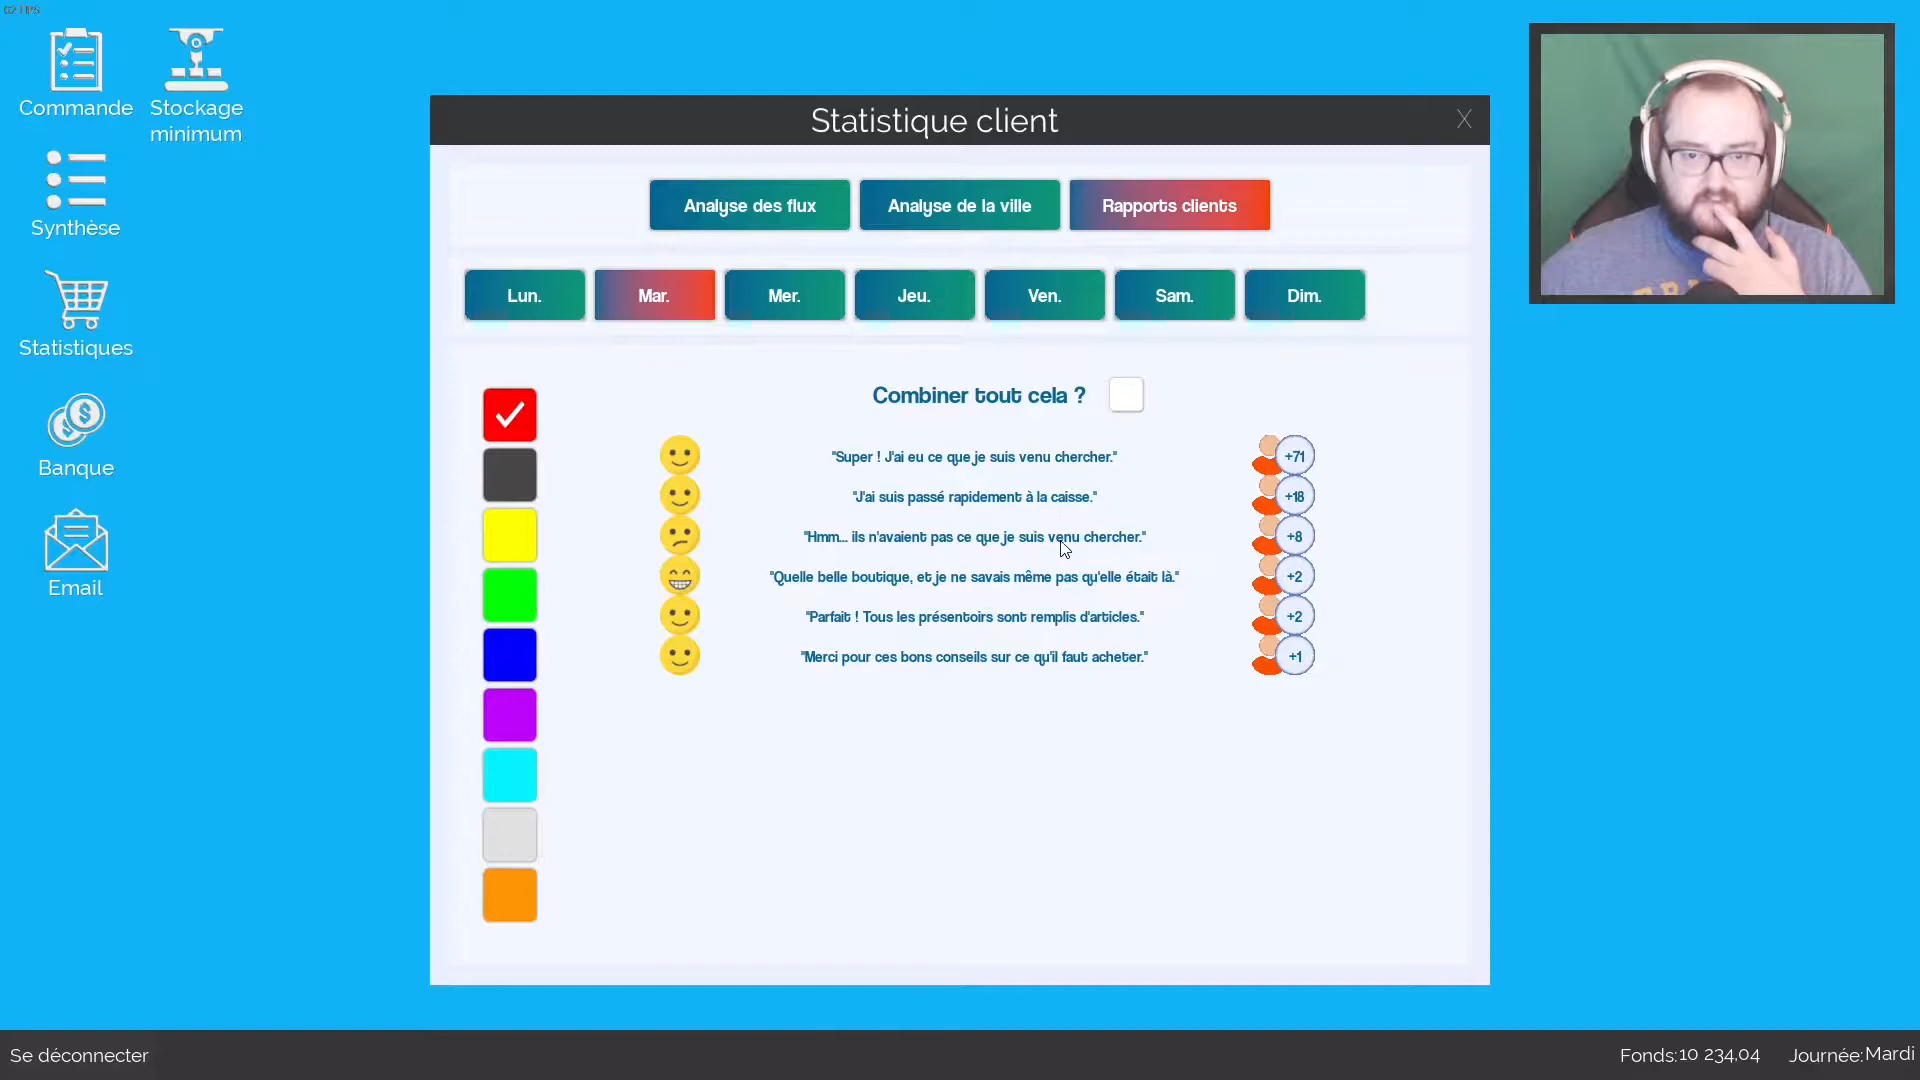 Commande
Stockage
minimum
Synthèse
Statistiques
Banque
Email
Statistique client
X
Analyse des flux
Analyse de la ville
Rapports clients
Lun.
Mar.
Mer.
Jeu.
Ven.
Sam.
Dim.
Combiner tout cela ?
"Super ! J'ai eu ce que je suis venu chercher."
+71
"J'ai suis passé rapidement à la caisse."
+18
"Hmm... ils n'avaient pas ce que je suis venu chercher."
+8
"Quelle belle boutique, et je ne savais même pas qu'elle était là."
+2
"Parfait ! Tous les présentoirs sont remplis d'articles."
+2
"Merci pour ces bons conseils sur ce qu'il faut acheter."
+1
Se déconnecter
Fonds: 10 234,04
Journée: Mardi